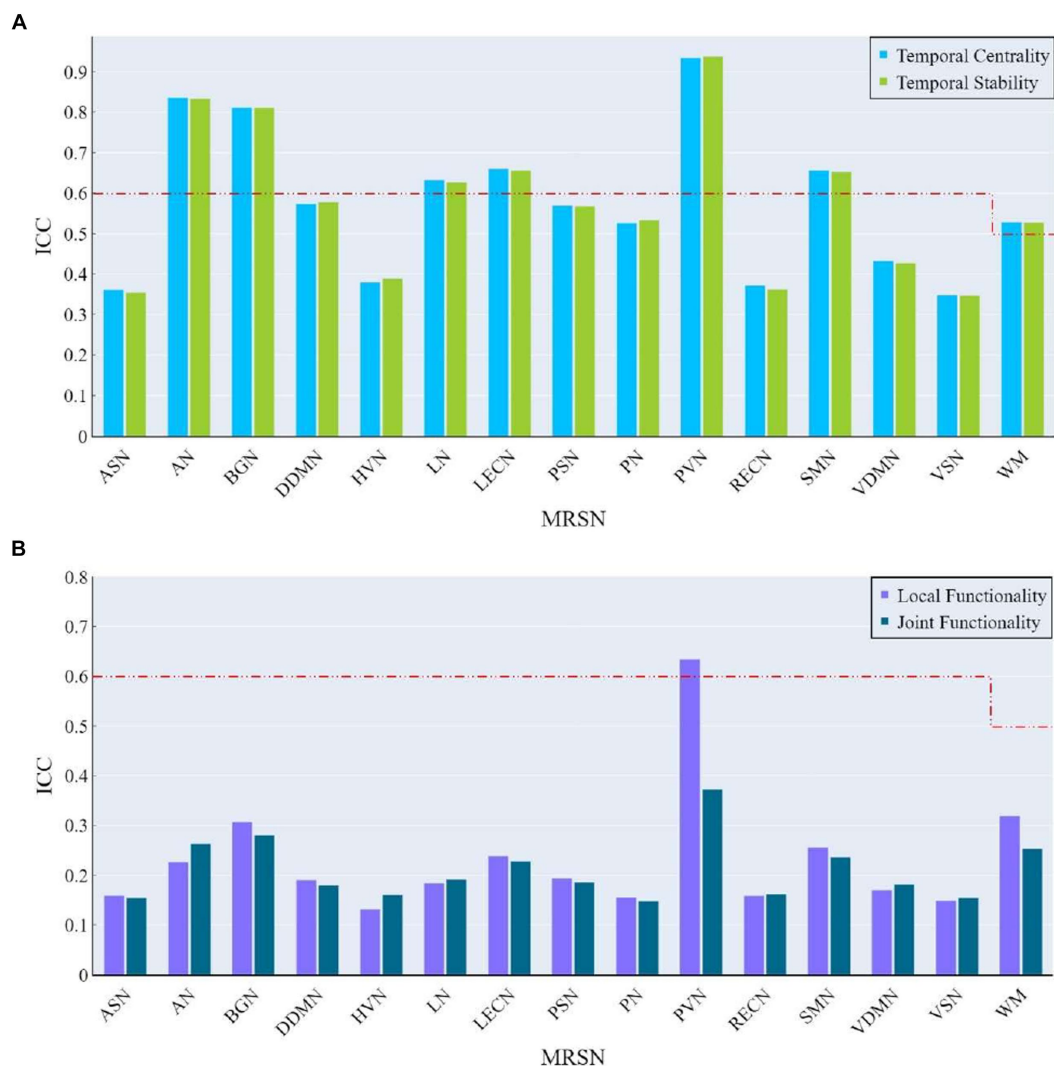 A
Temporal Centrality
Temporal Stability
0.9
0.8
0.7
0.6
0.5
0.4
0.3
0.2
0.1
0
ICC
ASN AN BGN DDMN HVN LN LECN PSN PN PVN RECN SMN VDMN VSN WM
MRSN
B
Local Functionality
Joint Functionality
0.8
0.7
0.6
0.5
0.4
0.3
0.2
0.1
0
ICC
ASN AN BGN DDMN HVN LN LECN PSN PN PVN RECN SMN VDMN VSN WM
MRSN